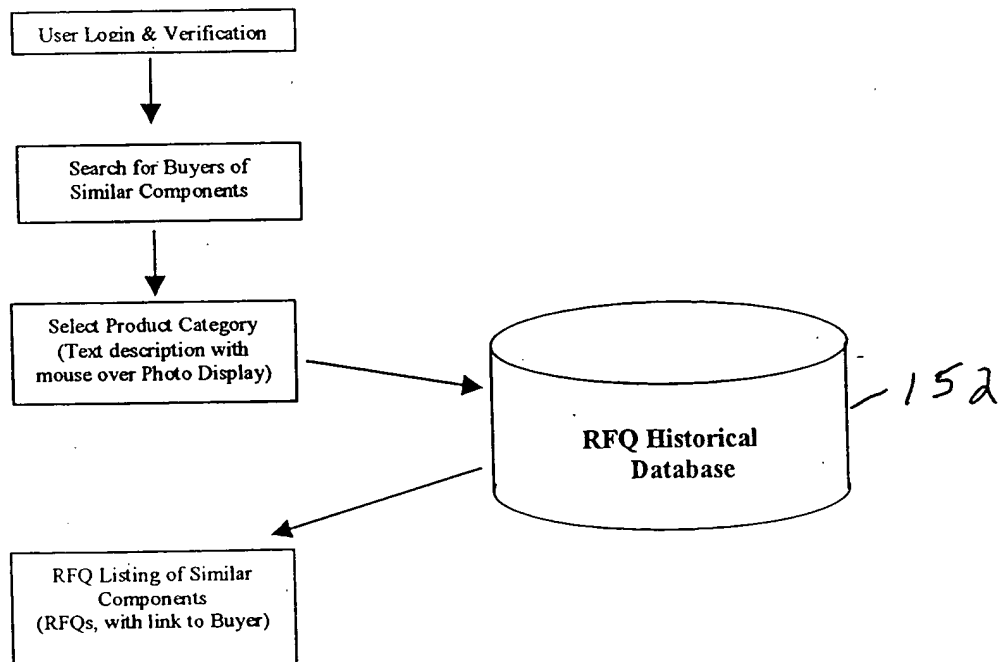 User Login & Verification
Search for Buyers of
Similar Components
Select Product Category
(Text description with
mouse over Photo Display)
RFQ Historical
Database
152
RFQ Listing of Similar
Components
(RFQs, with link to Buyer)